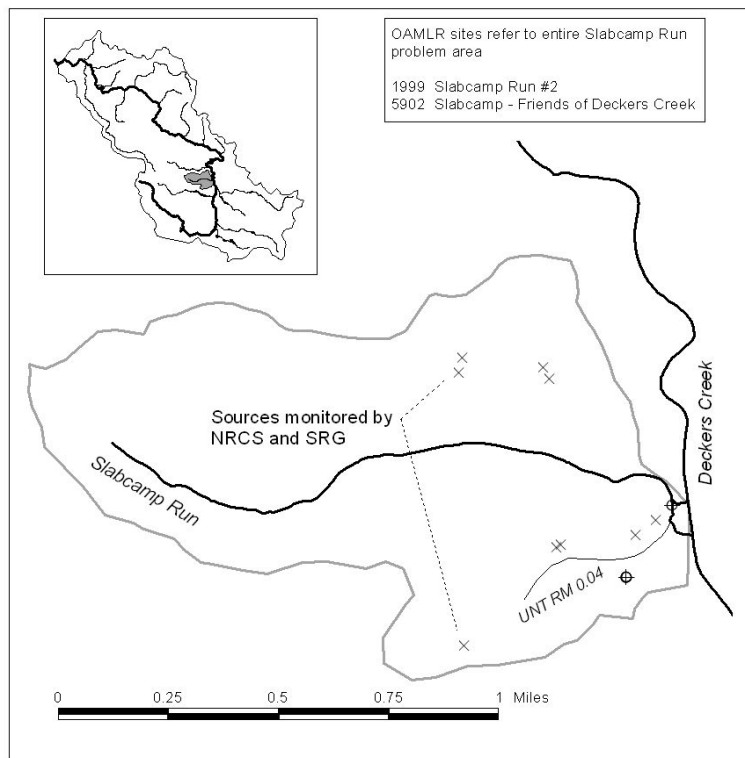 OAMLR sites refer to entire Slabcamp Run
problem area
1999 Slabcamp Run #2
5902 Slabcamp - Friends of Deckers Creek
Sources monitored by
NRCS and SRG
Slabcamp Run
Deckers Creek
UNT RM 0.04
0 0.25 0.5 0.75 1 Miles